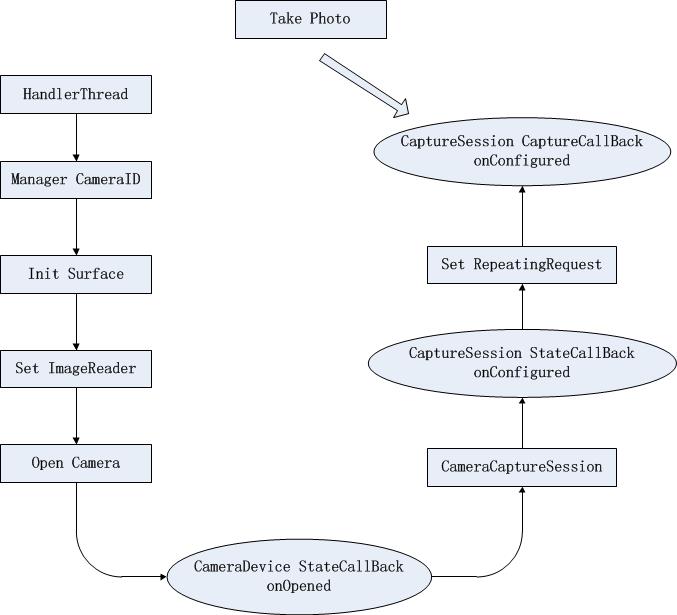 Take Photo
HandlerThread
Manager CameraID
Init Surface
Set ImageReader
Open Camera
CameraDevice StateCallBack
onOpened
CameraCaptureSession
CaptureSession StateCallBack
onConfigured
Set RepeatingRequest
CaptureSession CaptureCallBack
onConfigured